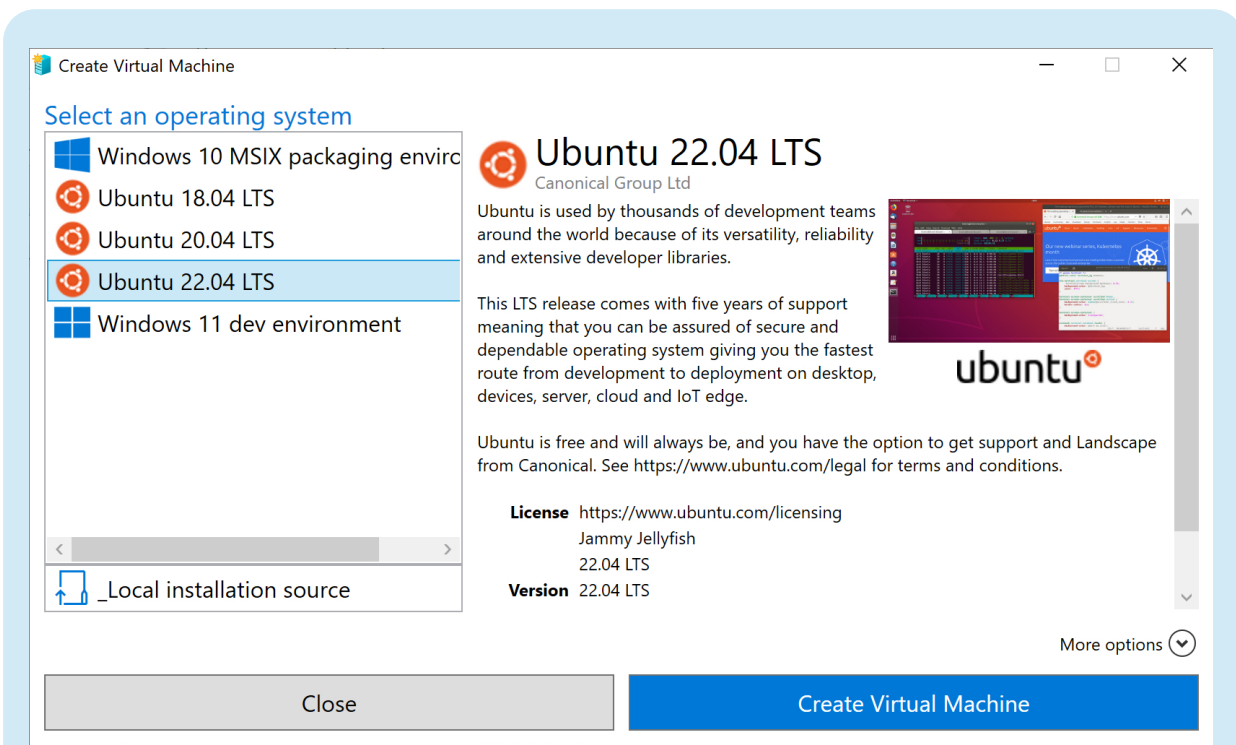 Create Virtual Machine
Select an operating system
Windows 10 MSIX packaging enviro
Ubuntu 18.04 LTS
Ubuntu 20.04 LTS
Ubuntu 22.04 LTS
Windows 11 dev environment
_Local installation source
Ubuntu 22.04 LTS
Canonical Group Ltd
Ubuntu is used by thousands of development teams
around the world because of its versatility, reliability
and extensive developer libraries.
This LTS release comes with five years of support
meaning that you can be assured of secure and
dependable operating system giving you the fastest
route from development to deployment on desktop,
devices, server, cloud and IoT edge.
ubuntu
Ubuntu is free and will always be, and you have the option to get support and Landscape
from Canonical. See https://www.ubuntu.com/legal for terms and conditions.
License https://www.ubuntu.com/licensing
Jammy Jellyfish
22.04 LTS
Version 22.04 LTS
More options
Close
Create Virtual Machine